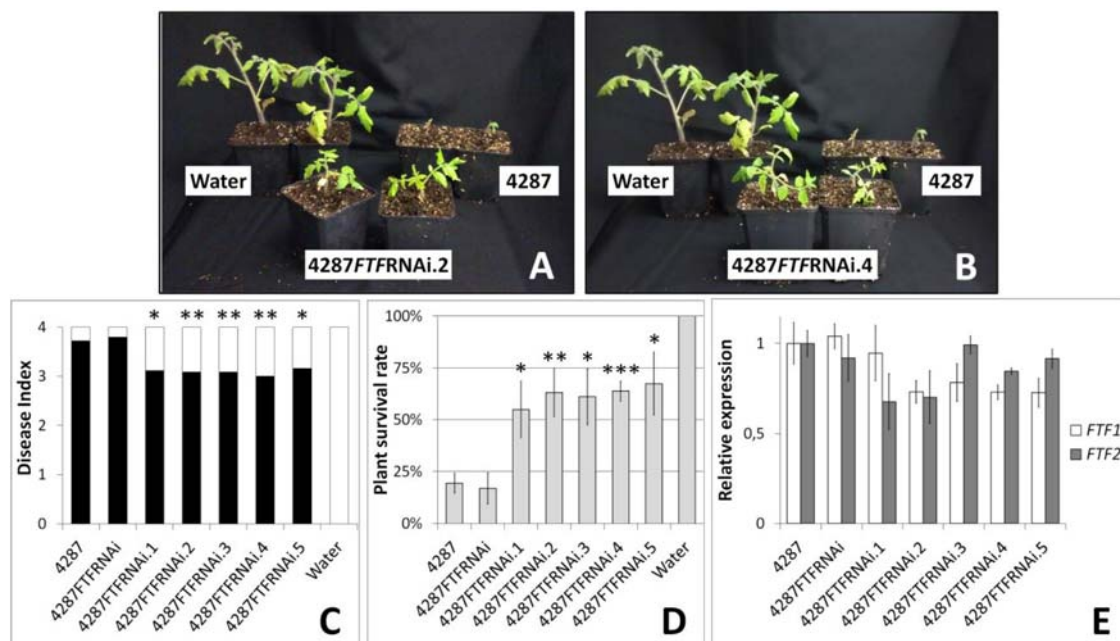 Water
4287
4287FTFRNAi.2
A
Water
4287
4287FTFRNAi.4
B
Disease Index
4
3
2
1
0
* ** ** ** *
4287
4287FTFRNAi
4287FTFRNAi.1
4287FTFRNAi.2
4287FTFRNAi.3
4287FTFRNAi.4
4287FTFRNAi.5
Water
C
Plant survival rate
100%
75%
50%
25%
0%
* ** * *** *
4287
4287FTFRNAi
4287FTFRNAi.1
4287FTFRNAi.2
4287FTFRNAi.3
4287FTFRNAi.4
4287FTFRNAi.5
Water
D
Relative expression
1
0,5
0
4287
4287FTFRNAi
4287FTFRNAi.1
4287FTFRNAi.2
4287FTFRNAi.3
4287FTFRNAi.4
4287FTFRNAi.5
FTF1
FTF2
E